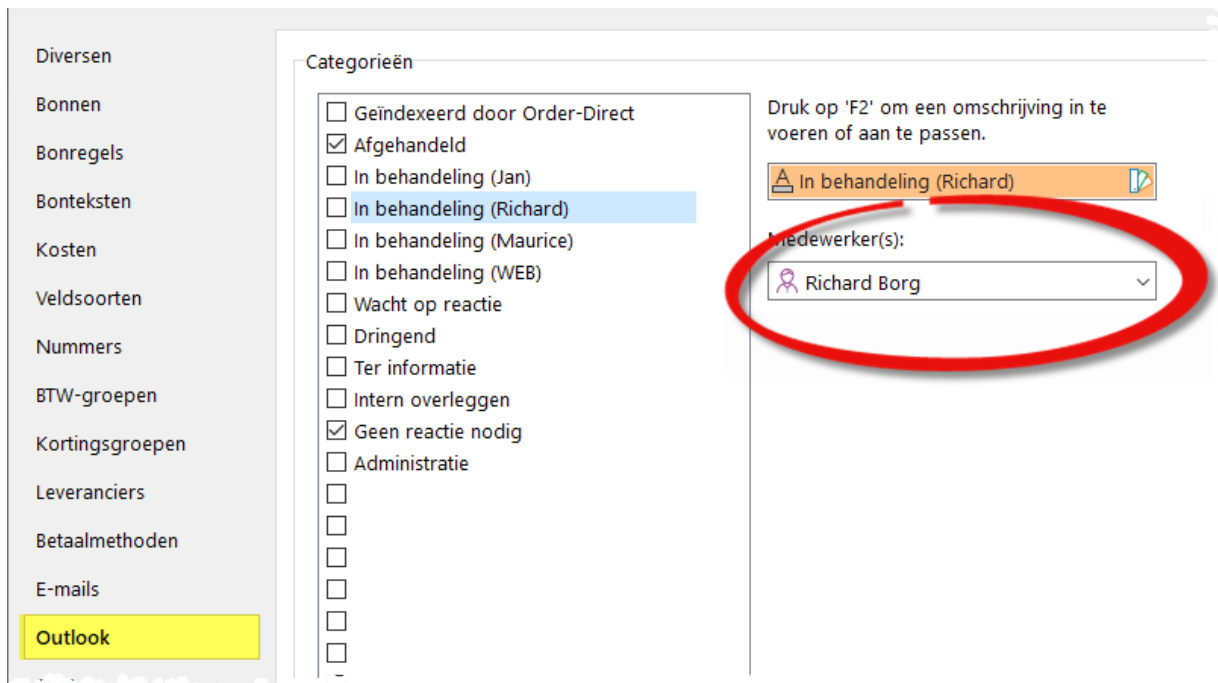 Diversen
Bonnen
Bonregels
Bonteksten
Kosten
Veldsoorten
Nummers
BTW-groepen
Kortingsgroepen
Leveranciers
Betaalmethoden
E-mails
Outlook
Categorieën
Geïndexeerd door Order-Direct
Afgehandeld
In behandeling (Jan)
In behandeling (Richard)
In behandeling (Maurice)
In behandeling (WEB)
Wacht op reactie
Dringend
Ter informatie
Intern overleggen
Geen reactie nodig
Administratie
Druk op 'F2' om een omschrijving in te
voeren of aan te passen.
In behandeling (Richard)
Medewerker(s):
Richard Borg